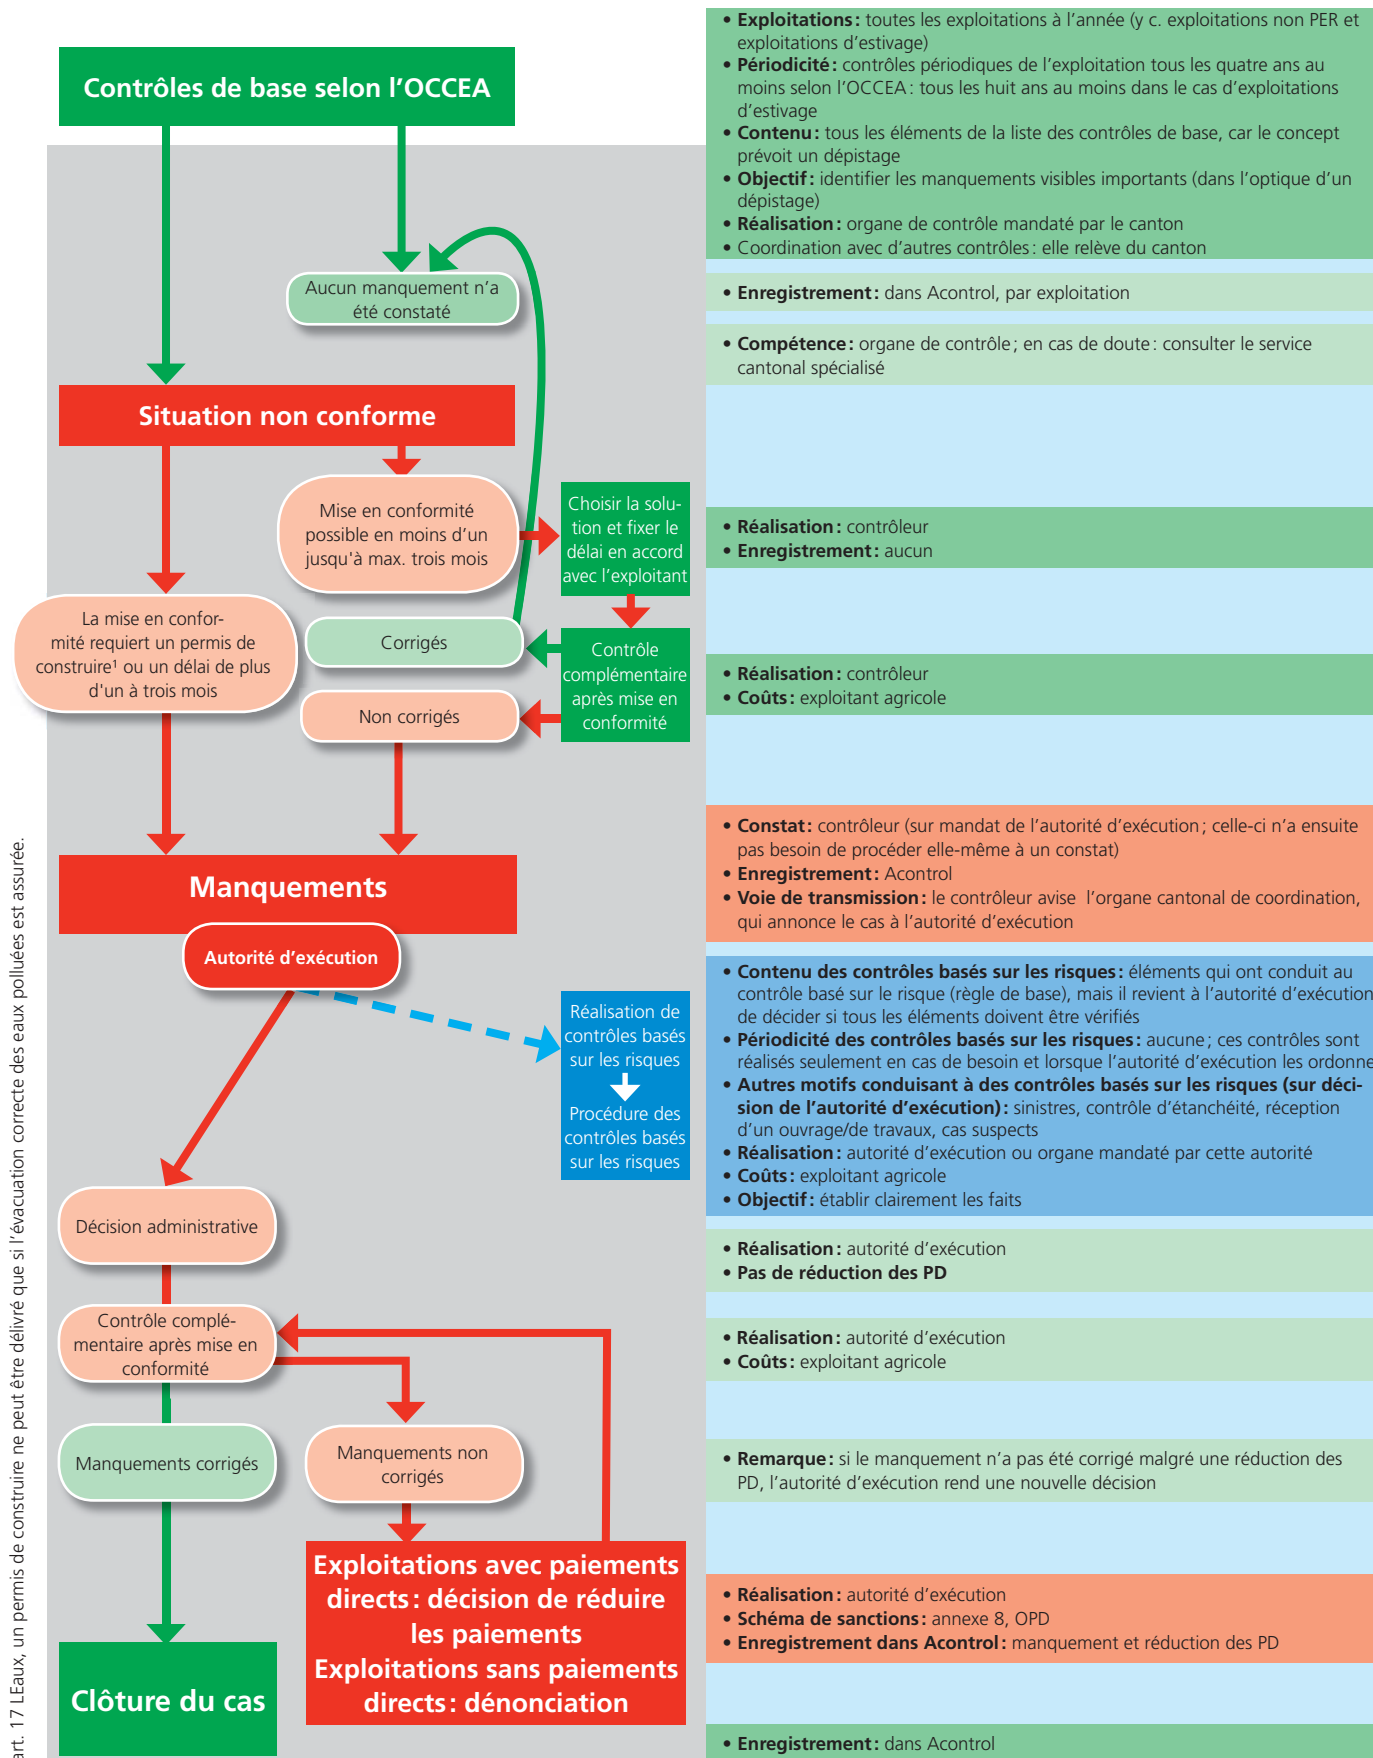 Contrôles de base selon l'OCCEA
Aucun manquement n'a
été constaté
Situation non conforme
Mise en conformité
possible en moins d'un
jusqu'à max. trois mois
Choisir la solu-
tion et fixer le
délai en accord
avec l'exploitant
La mise en confor-
mité requiert un permis de
construire¹ ou un délai de plus
d'un à trois mois
Corrigés
Non corrigés
Contrôle
complémentaire
après mise en
conformité
Manquements
Autorité d'exécution
Réalisation de
contrôles basés
sur les risques
Procédure des
contrôles basés
sur les risques
Décision administrative
Contrôle complé-
mentaire après mise en
conformité
Manquements corrigés
Manquements non
corrigés
Exploitations avec paiements
directs : décision de réduire
les paiements
Exploitations sans paiements
directs : dénonciation
Clôture du cas
• Exploitations : toutes les exploitations à l'année (y c. exploitations non PER et
exploitations d'estivage)
• Périodicité : contrôles périodiques de l'exploitation tous les quatre ans au
moins selon l'OCCEA : tous les huit ans au moins dans le cas d'exploitations
d'estivage
• Contenu : tous les éléments de la liste des contrôles de base, car le concept
prévoit un dépistage
• Objectif : identifier les manquements visibles importants (dans l'optique d'un
dépistage)
• Réalisation : organe de contrôle mandaté par le canton
• Coordination avec d'autres contrôles : elle relève du canton
• Enregistrement : dans Acontrol, par exploitation
• Compétence : organe de contrôle ; en cas de doute : consulter le service
cantonal spécialisé
• Réalisation : contrôleur
• Enregistrement : aucun
• Réalisation : contrôleur
• Coûts : exploitant agricole
• Constat : contrôleur (sur mandat de l'autorité d'exécution ; celle-ci n'a ensuite
pas besoin de procéder elle-même à un constat)
• Enregistrement : Acontrol
• Voie de transmission : le contrôleur avise l'organe cantonal de coordination,
qui annonce le cas à l'autorité d'exécution
• Contenu des contrôles basés sur les risques : éléments qui ont conduit au
contrôle basé sur le risque (règle de base), mais il revient à l'autorité d'exécution
de décider si tous les éléments doivent être vérifiés
• Périodicité des contrôles basés sur les risques : aucune ; ces contrôles sont
réalisés seulement en cas de besoin et lorsque l'autorité d'exécution les ordonne
• Autres motifs conduisant à des contrôles basés sur les risques (sur déci-
sion de l'autorité d'exécution) : sinistres, contrôle d'étanchéité, réception
d'un ouvrage/de travaux, cas suspects
• Réalisation : autorité d'exécution ou organe mandaté par cette autorité
• Coûts : exploitant agricole
• Objectif : établir clairement les faits
• Réalisation : autorité d'exécution
• Pas de réduction des PD
• Réalisation : autorité d'exécution
• Coûts : exploitant agricole
• Remarque : si le manquement n'a pas été corrigé malgré une réduction des
PD, l'autorité d'exécution rend une nouvelle décision
• Réalisation : autorité d'exécution
• Schéma de sanctions : annexe 8, OPD
• Enregistrement dans Acontrol : manquement et réduction des PD
• Enregistrement : dans Acontrol
art. 17 LEaux, un permis de construire ne peut être délivré que si l'évacuation correcte des eaux polluées est assurée.